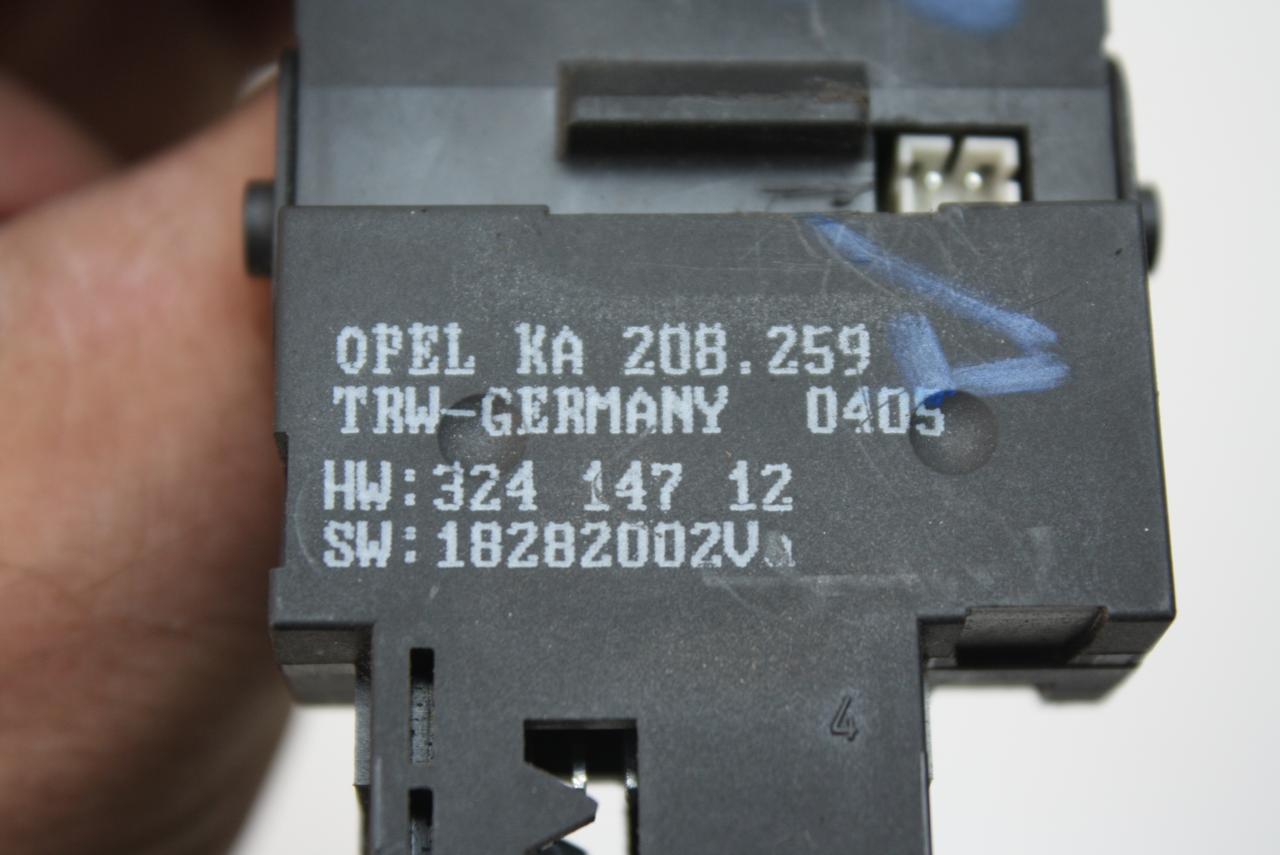 OPEL KA 208.259
TRW-GERMANY 0405
HW:324 147 12
SW:18282002V
4